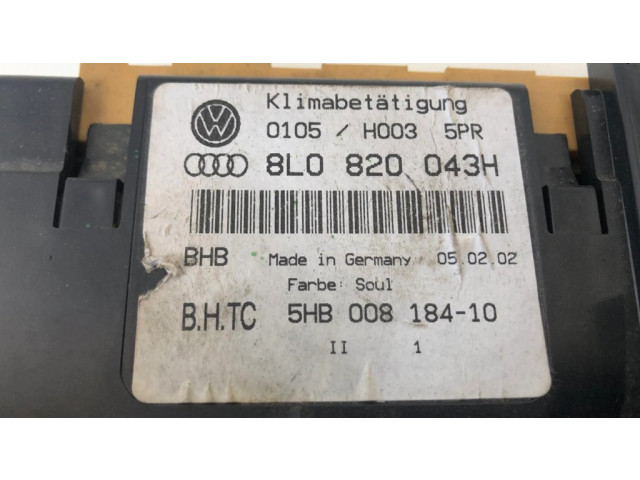 Klimabetätigung
0105 / H003 5PR
8L0 820 043H
BHB Made in Germany 05.02.02
Farbe: Soul
B.H.TC 5HB 008 184-10
II 1